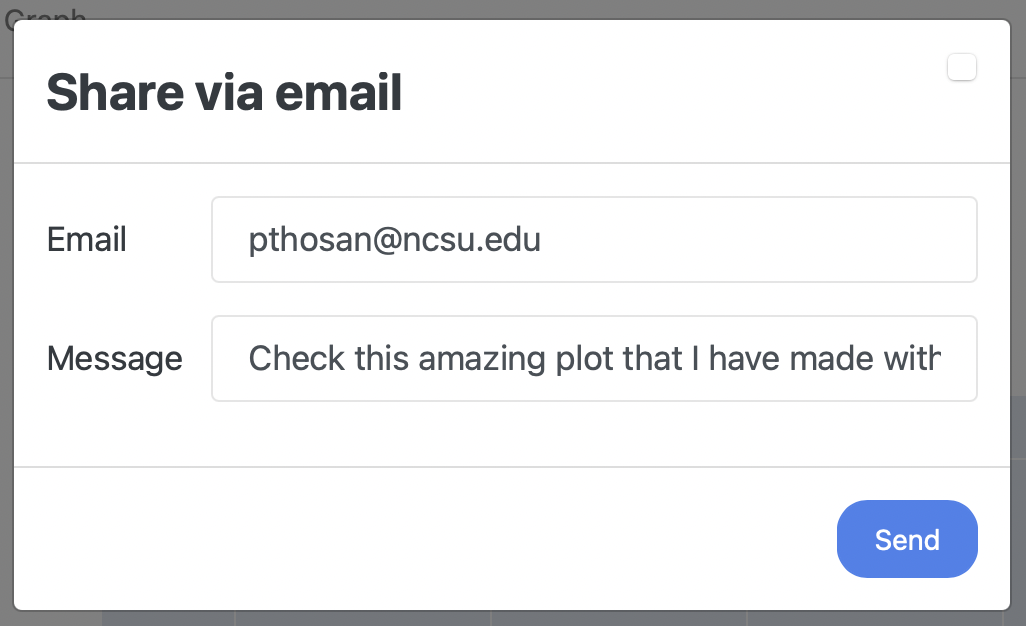 Graph
Share via email
Email
pthosan@ncsu.edu
Message
Check this amazing plot that I have made with
Send